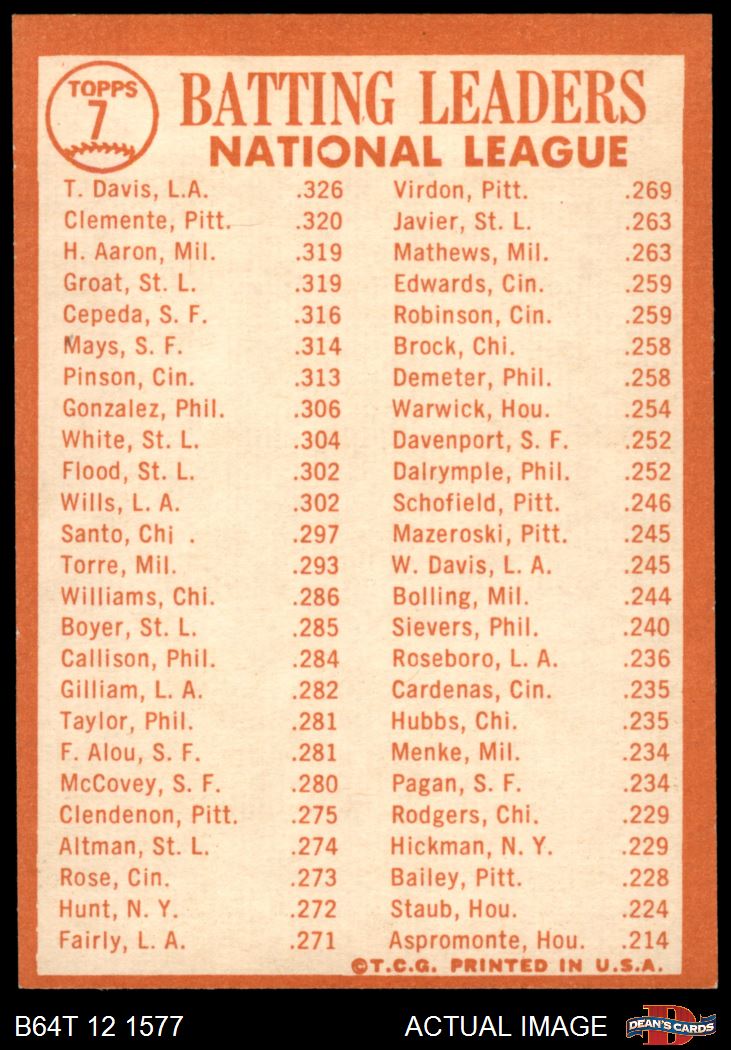 TOPPS
7
BATTING LEADERS
NATIONAL LEAGUE
T. Davis, L.A. .326
Clemente, Pitt. .320
H. Aaron, Mil. .319
Groat, St. L. .319
Cepeda, S. F. .316
Mays, S. F. .314
Pinson, Cin. .313
Gonzalez, Phil. .306
White, St. L. .304
Flood, St. L. .302
Wills, L. A. .302
Santo, Chi . .297
Torre, Mil. .293
Williams, Chi. .286
Boyer, St. L. .285
Callison, Phil. .284
Gilliam, L. A. .282
Taylor, Phil. .281
F. Alou, S. F. .281
McCovey, S. F. .280
Clendenon, Pitt. .275
Altman, St. L. .274
Rose, Cin. .273
Hunt, N. Y. .272
Fairly, L. A. .271
Virdon, Pitt. .269
Javier, St. L. .263
Mathews, Mil. .263
Edwards, Cin. .259
Robinson, Cin. .259
Brock, Chi. .258
Demeter, Phil. .258
Warwick, Hou. .254
Davenport, S. F. .252
Dalrymple, Phil. .252
Schofield, Pitt. .246
Mazeroski, Pitt. .245
W. Davis, L. A. .245
Bolling, Mil. .244
Sievers, Phil. .240
Roseboro, L. A. .236
Cardenas, Cin. .235
Hubbs, Chi. .235
Menke, Mil. .234
Pagan, S. F. .234
Rodgers, Chi. .229
Hickman, N. Y. .229
Bailey, Pitt. .228
Staub, Hou. .224
Aspromonte, Hou. .214
©T.C.G. PRINTED IN U.S.A.
B64T 12 1577 ACTUAL IMAGE
D
DEAN'S CARDS